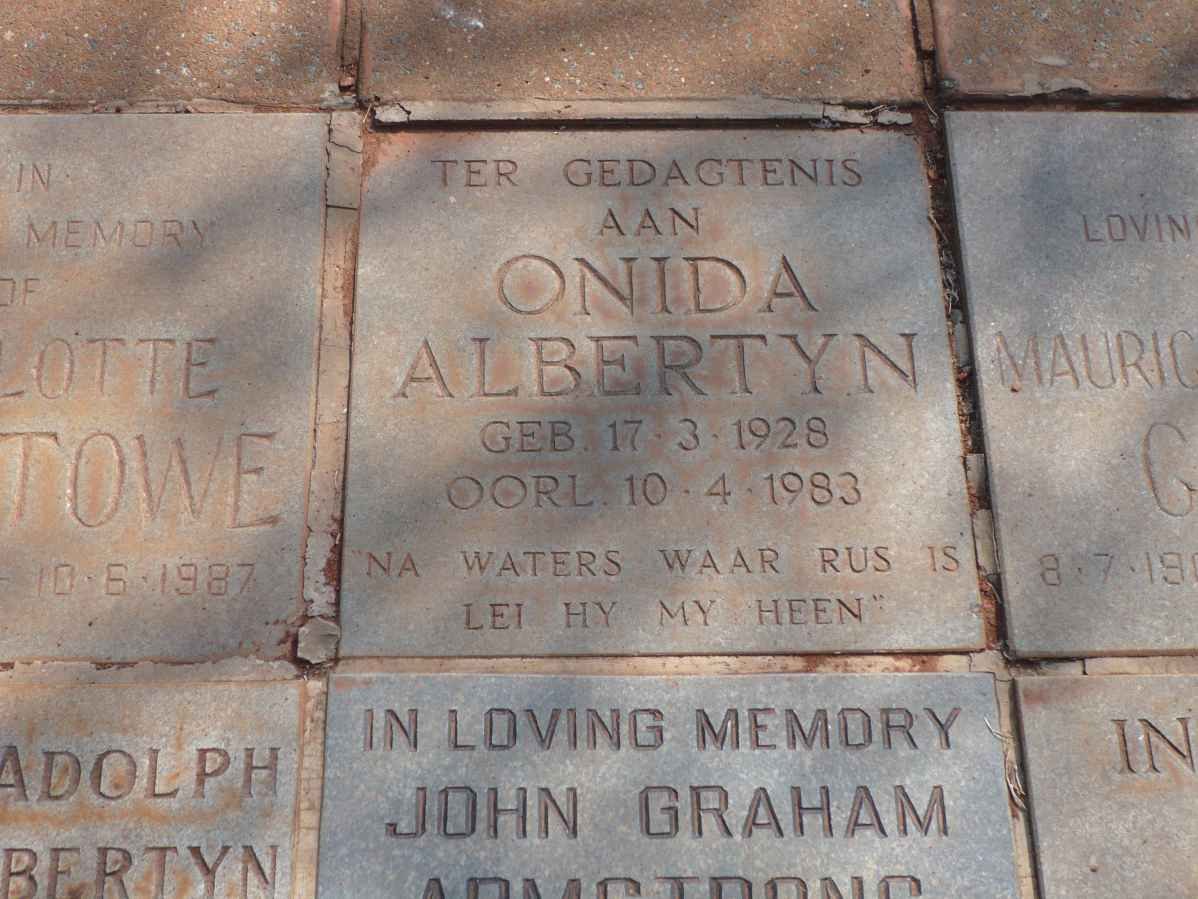 IN
MEMORY
OF
LOTTE
TOWE
10·6·1987
TER GEDAGTENIS
AAN
ONIDA
ALBERTYN
GEB. 17·3·1928
OORL. 10·4·1983
"NA WATERS WAAR RUS IS
LEI HY MY HEEN"
LOVIN
MAURIC
G
8·7·19
ADOLPH
BERTYN
IN LOVING MEMORY
JOHN GRAHAM
ARMSTRONG
IN